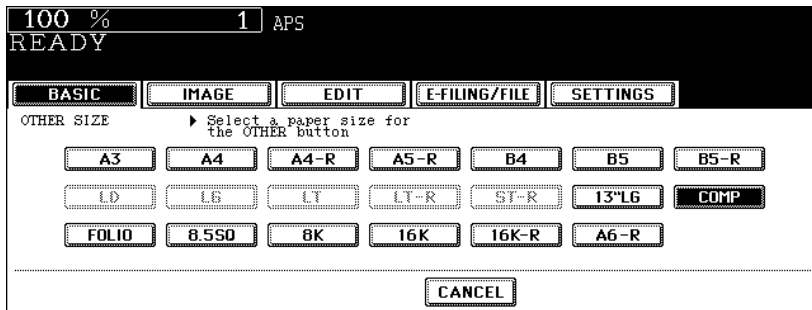 100 % 1 APS
READY
BASIC IMAGE EDIT E-FILING/FILE SETTINGS
OTHER SIZE ▶ Select a paper size for
the OTHER button
A3 A4 A4-R A5-R B4 B5 B5-R
LD LG LT LT-R ST-R 13"LG COMP
FOLIO 8.5SQ 8K 16K 16K-R A6-R
CANCEL